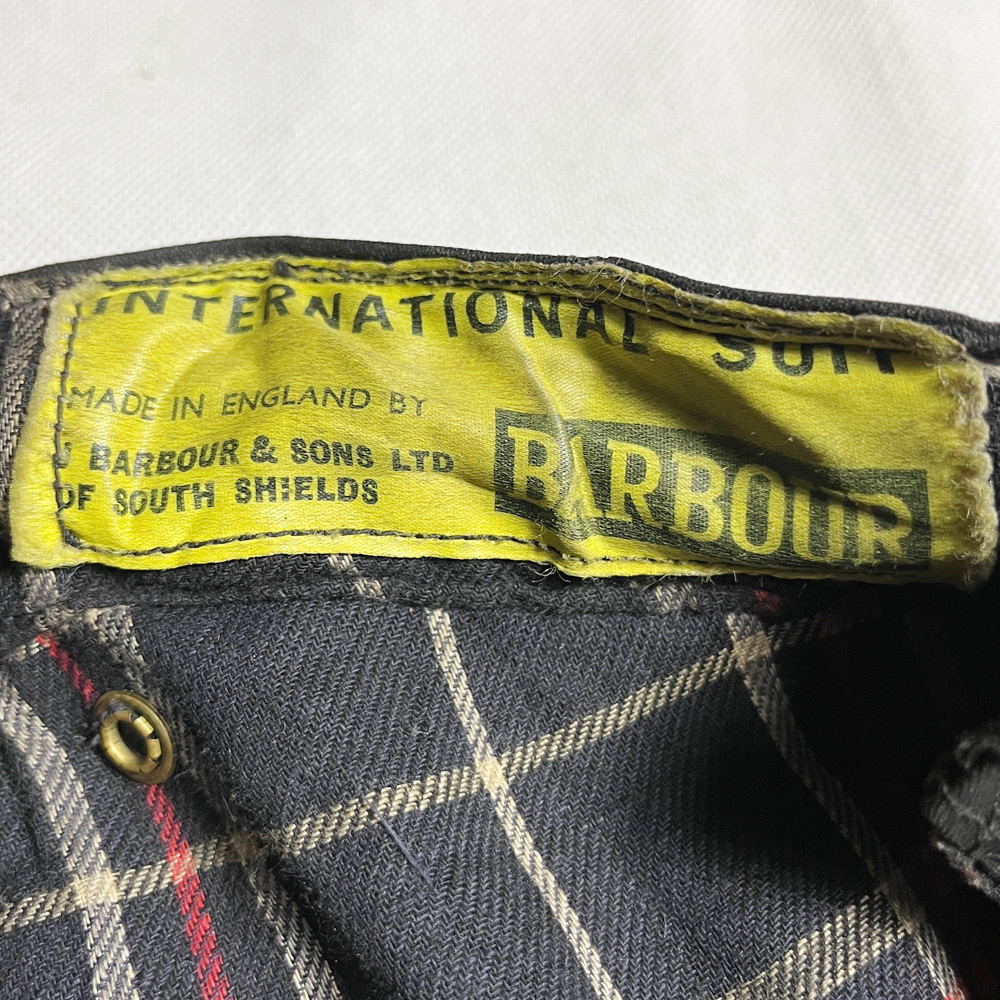 INTERNATIONAL SUIT
MADE IN ENGLAND BY
J BARBOUR & SONS LTD
OF SOUTH SHIELDS
BARBOUR